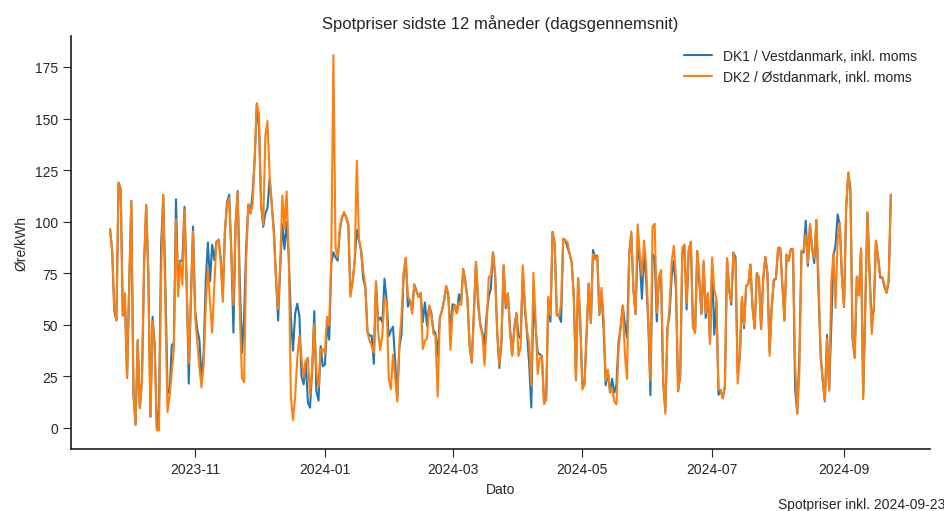 Spotpriser sidste 12 måneder (dagsgennemsnit)
DK1 / Vestdanmark, inkl. moms
DK2 / Østdanmark, inkl. moms
Øre/kWh
175
150
125
100
75
50
25
0
2023-11
2024-01
2024-03
2024-05
2024-07
2024-09
Dato
Spotpriser inkl. 2024-09-23